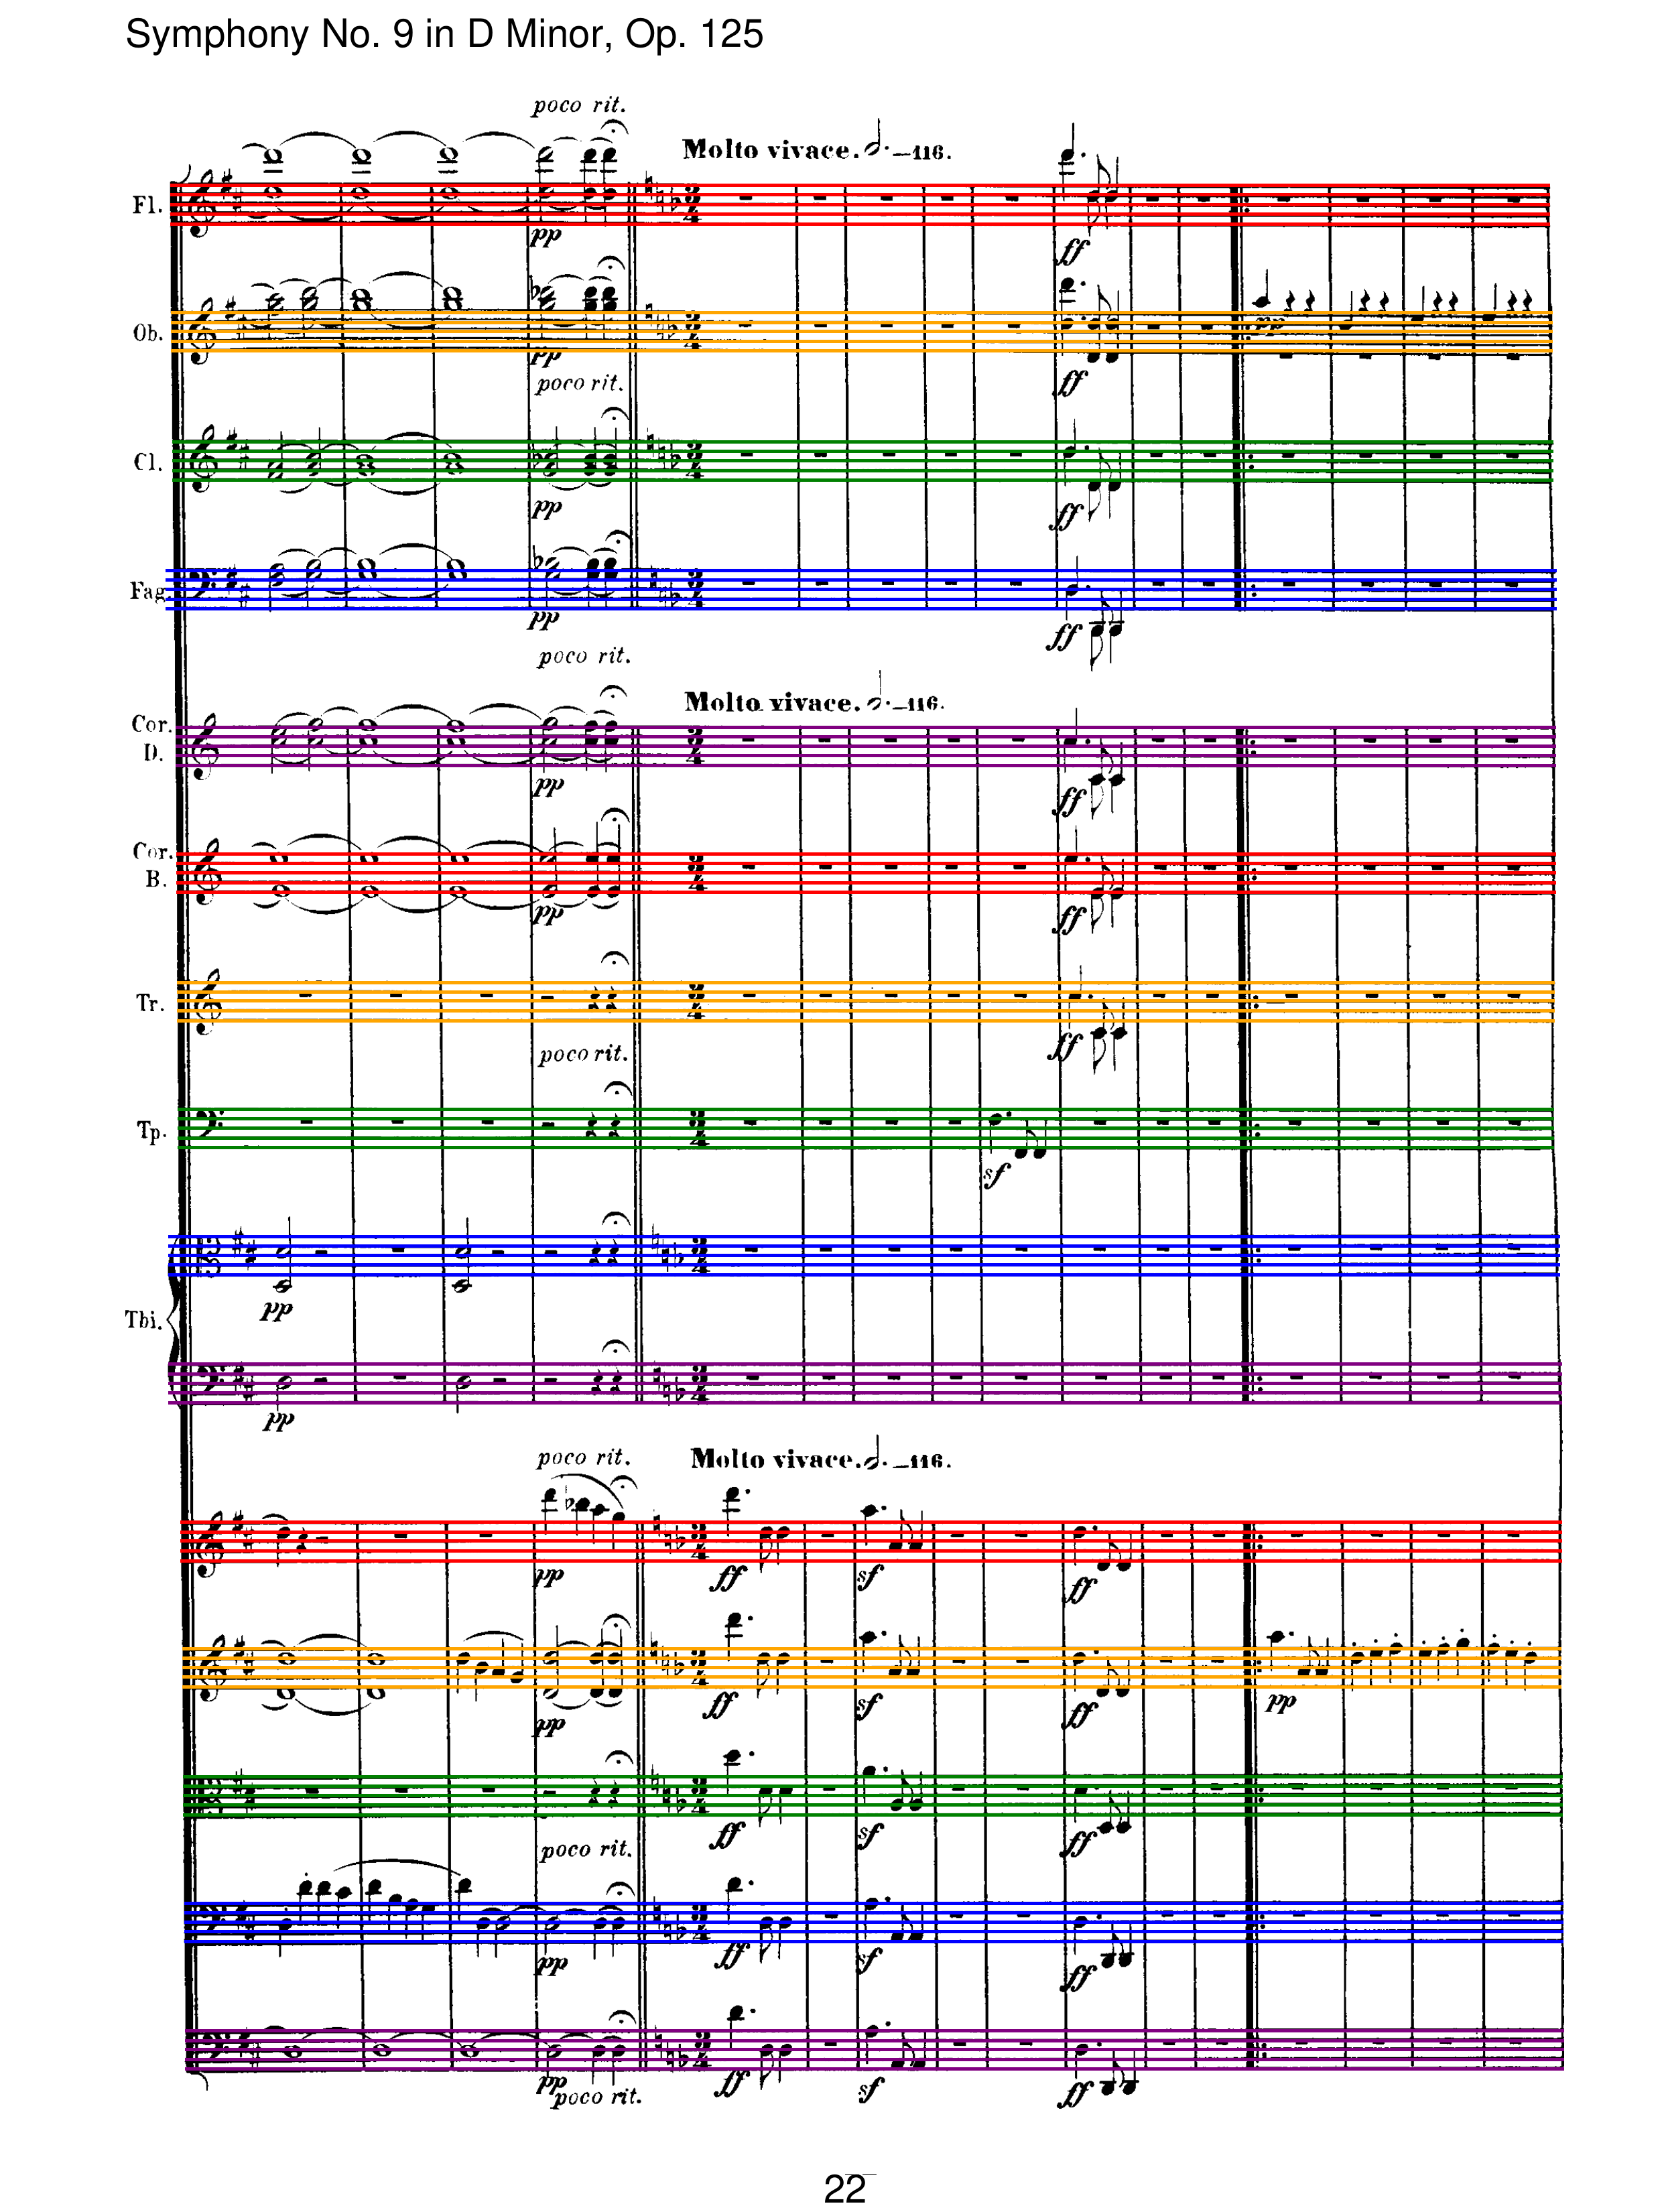 Symphony No. 9 in D Minor, Op. 125
poco rit.
Molto vivace. 𝅗𝅥. – 116.
Fl.
pp
ff
Ob.
pp
ff
pp
poco rit.
Cl.
pp
ff
Fag
pp
ff
poco rit.
Molto vivace. 𝅗𝅥. – 116.
Cor.
D.
pp
ff
Cor.
B.
pp
ff
Tr.
ff
poco rit.
Tp.
sf
pp
Tbi.
pp
poco rit.
Molto vivace. 𝅗𝅥. – 116.
pp
ff
sf
ff
pp
ff
sf
ff
pp
ff
sf
ff
poco rit.
pp
ff
sf
ff
pp
ff
sf
ff
poco rit.
22